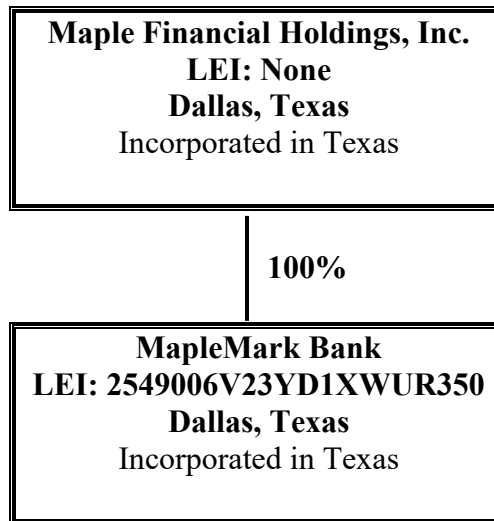 Maple Financial Holdings, Inc.
LEI: None
Dallas, Texas
Incorporated in Texas
100%
MapleMark Bank
LEI: 2549006V23YD1XWUR350
Dallas, Texas
Incorporated in Texas